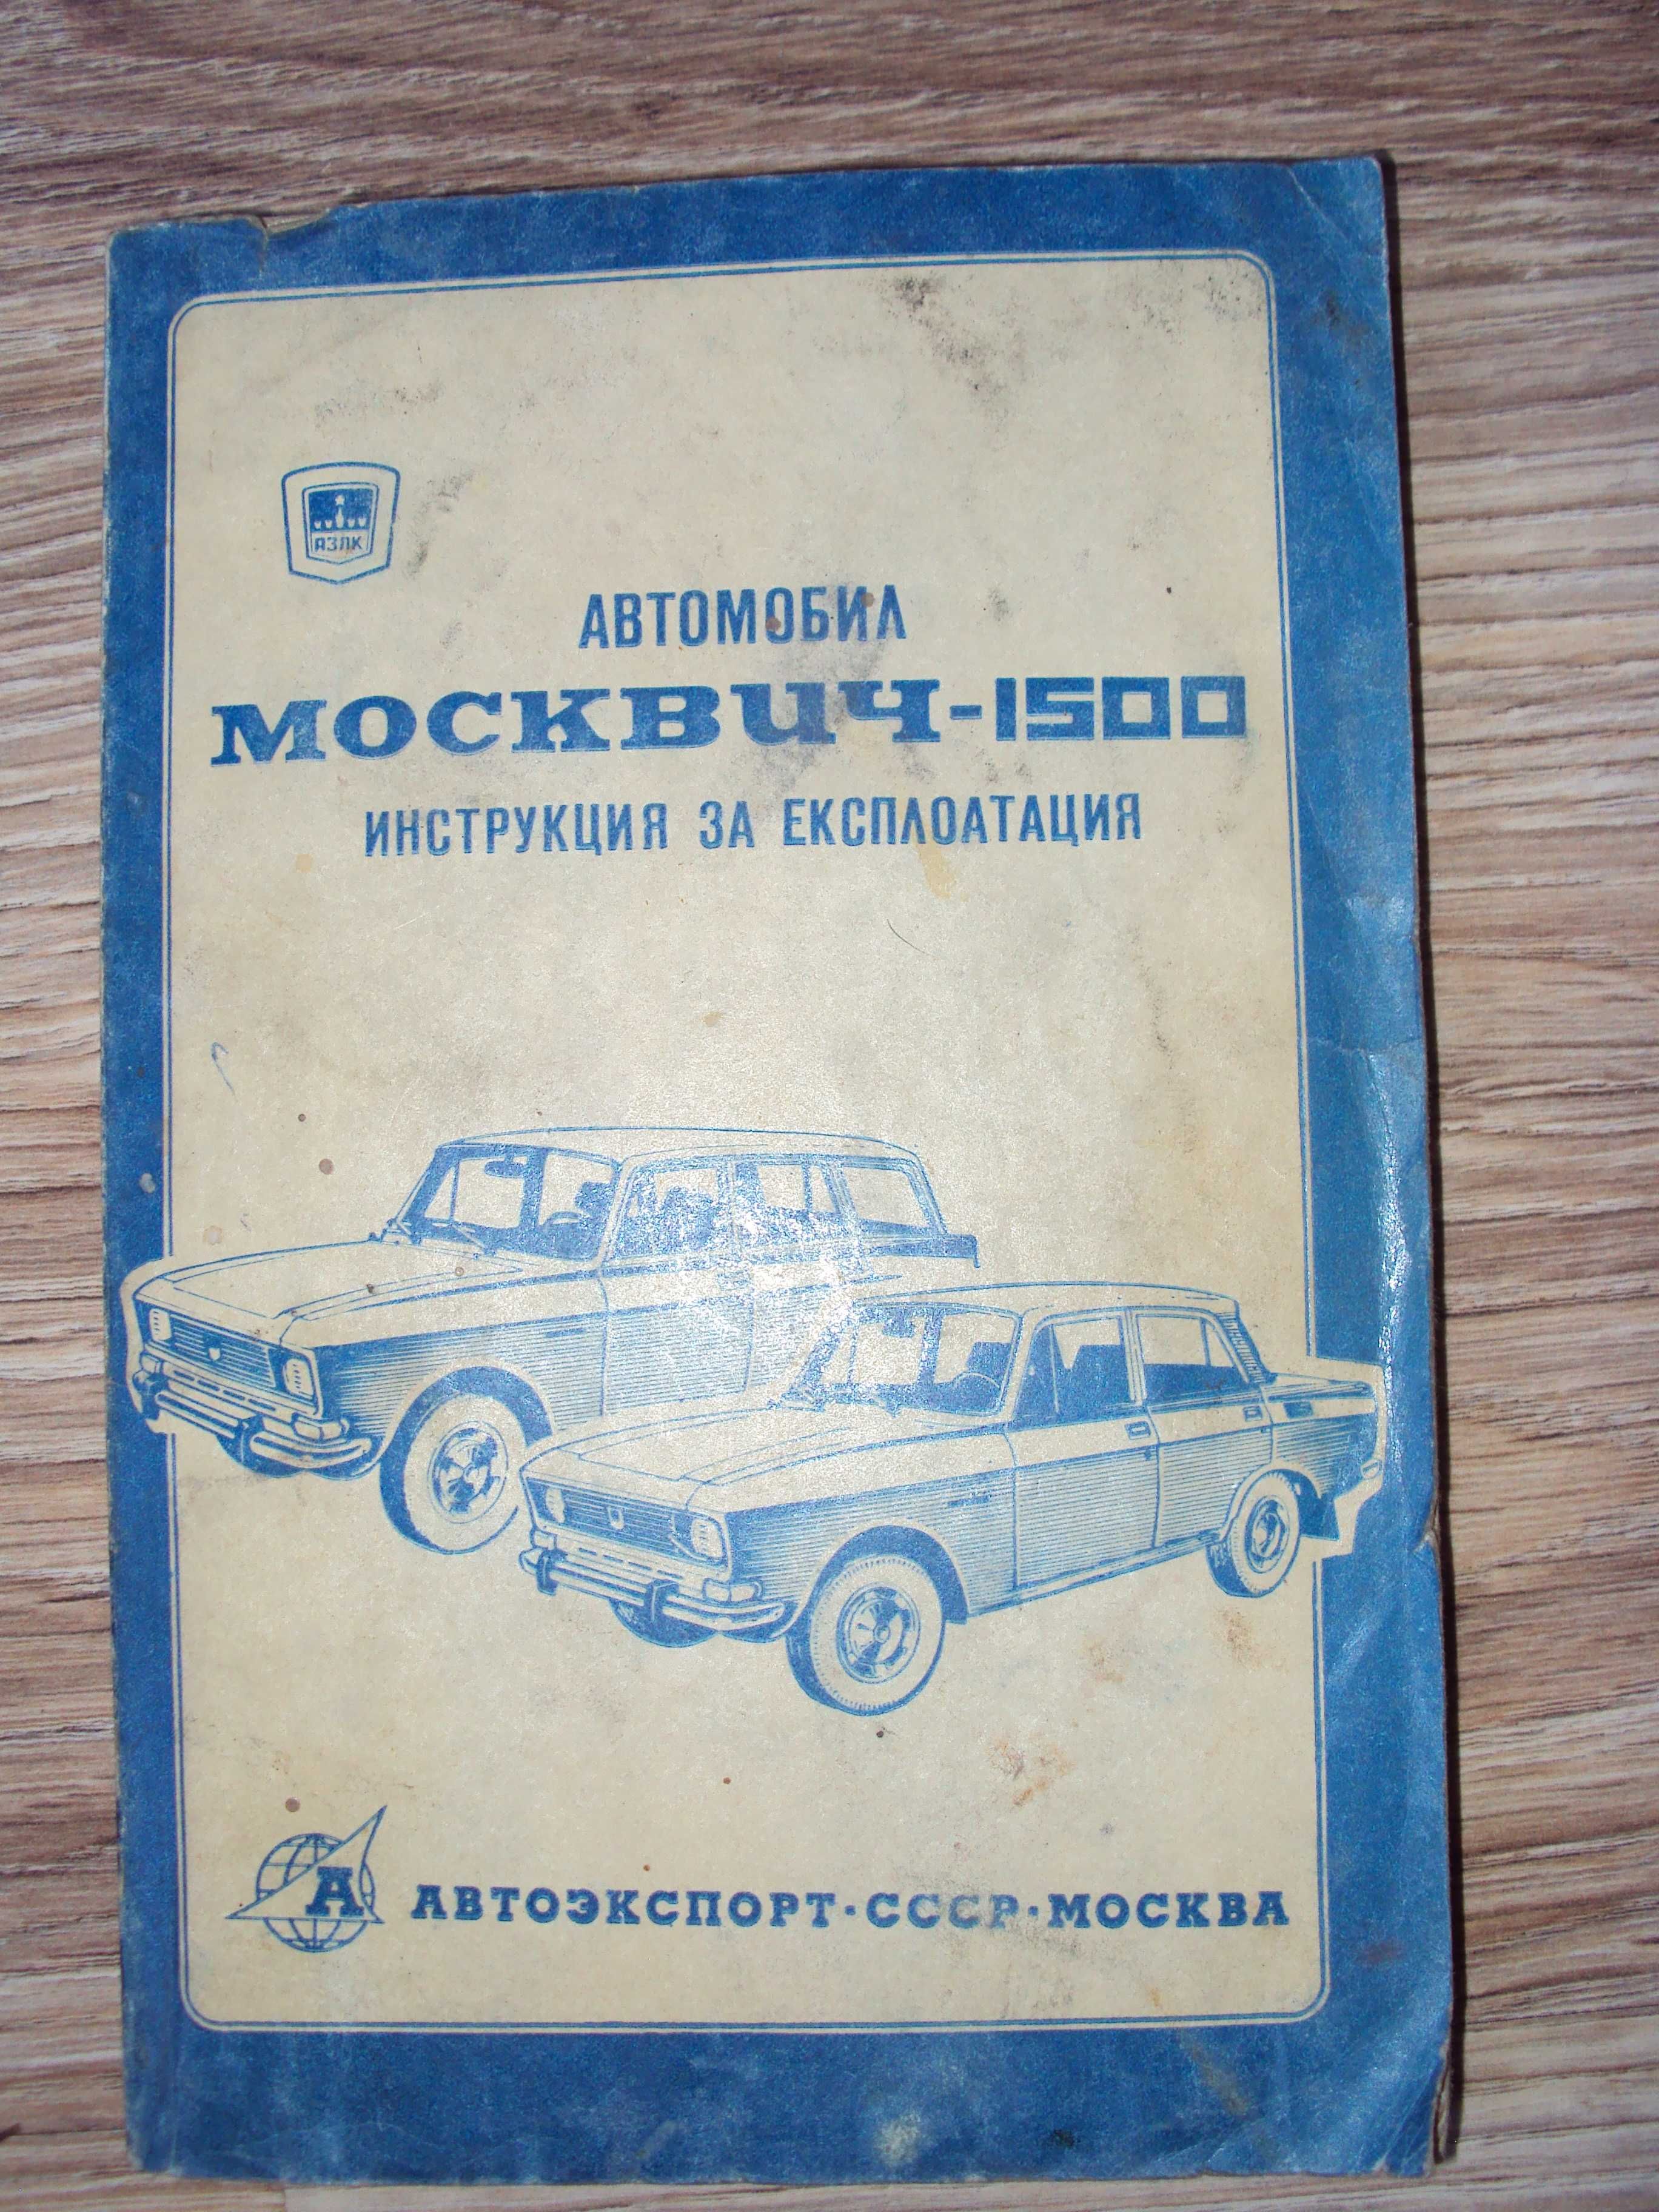 АЗЛК
АВТОМОБИЛ
МОСКВИЧ-1500
ИНСТРУКЦИЯ ЗА ЕКСПЛОАТАЦИЯ
А
АВТОЭКСПОРТ·СССР·МОСКВА